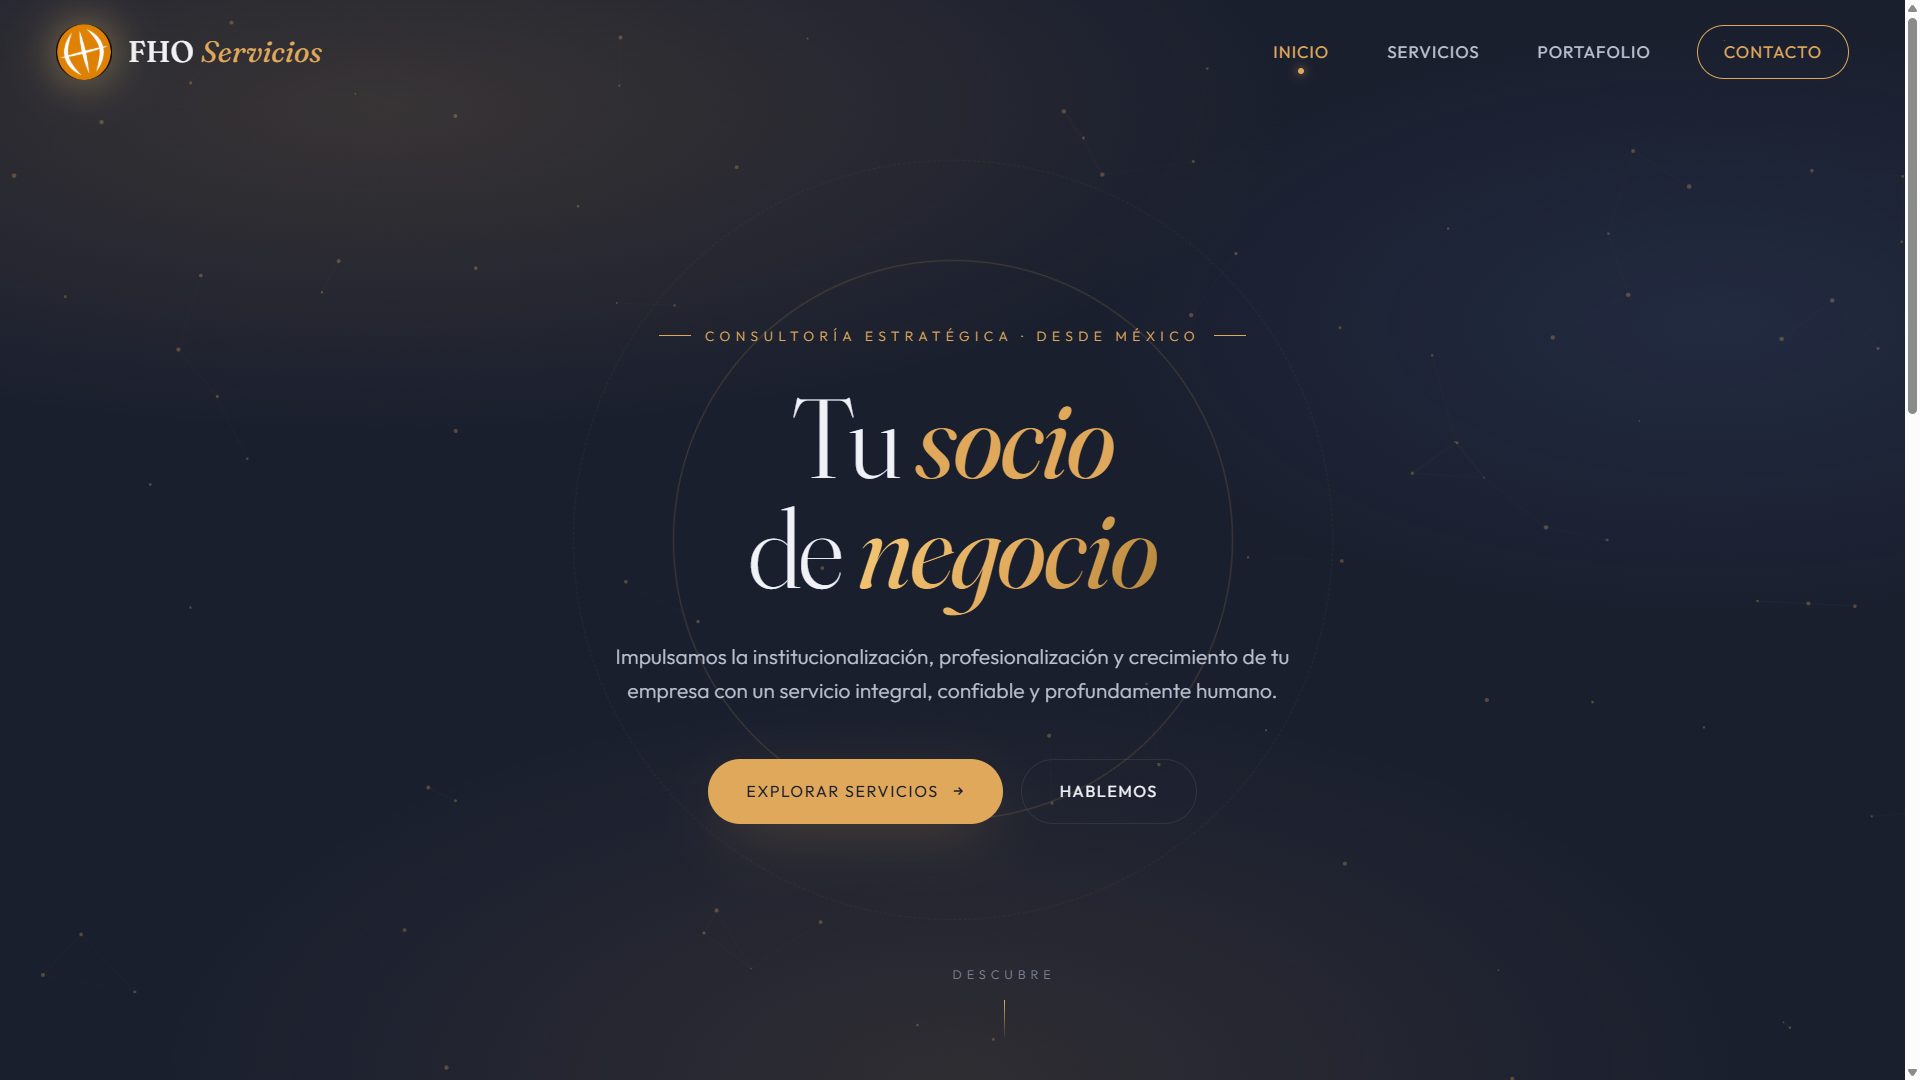 FHO Servicios
INICIO
SERVICIOS
PORTAFOLIO
CONTACTO
CONSULTORÍA ESTRATÉGICA · DESDE MÉXICO
Tu socio
de negocio
Impulsamos la institucionalización, profesionalización y crecimiento de tu
empresa con un servicio integral, confiable y profundamente humano.
EXPLORAR SERVICIOS →
HABLEMOS
DESCUBRE